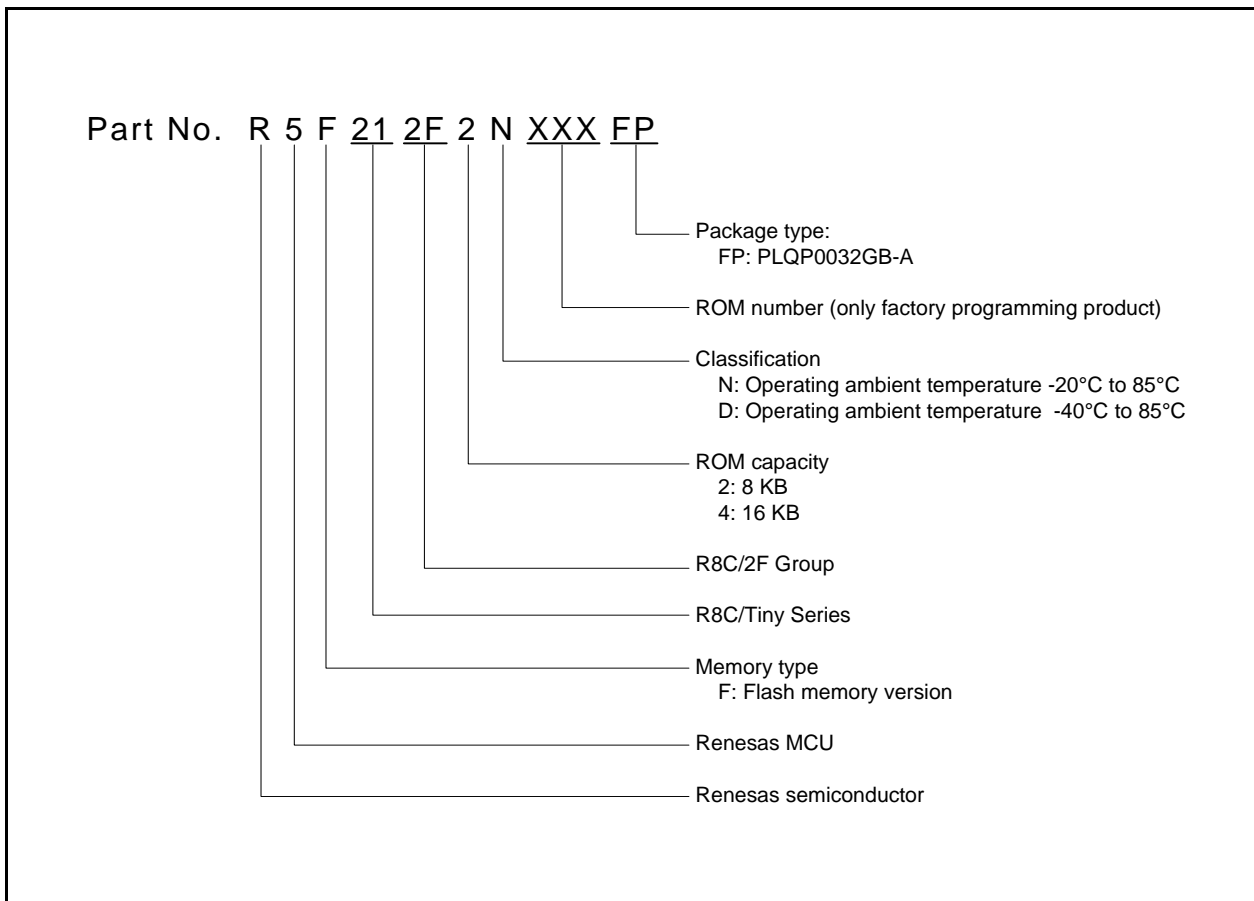 Part No. R 5 F 21 2F 2 N XXX FP
Package type:
FP: PLQP0032GB-A
ROM number (only factory programming product)
Classification
N: Operating ambient temperature -20°C to 85°C
D: Operating ambient temperature -40°C to 85°C
ROM capacity
2: 8 KB
4: 16 KB
R8C/2F Group
R8C/Tiny Series
Memory type
F: Flash memory version
Renesas MCU
Renesas semiconductor